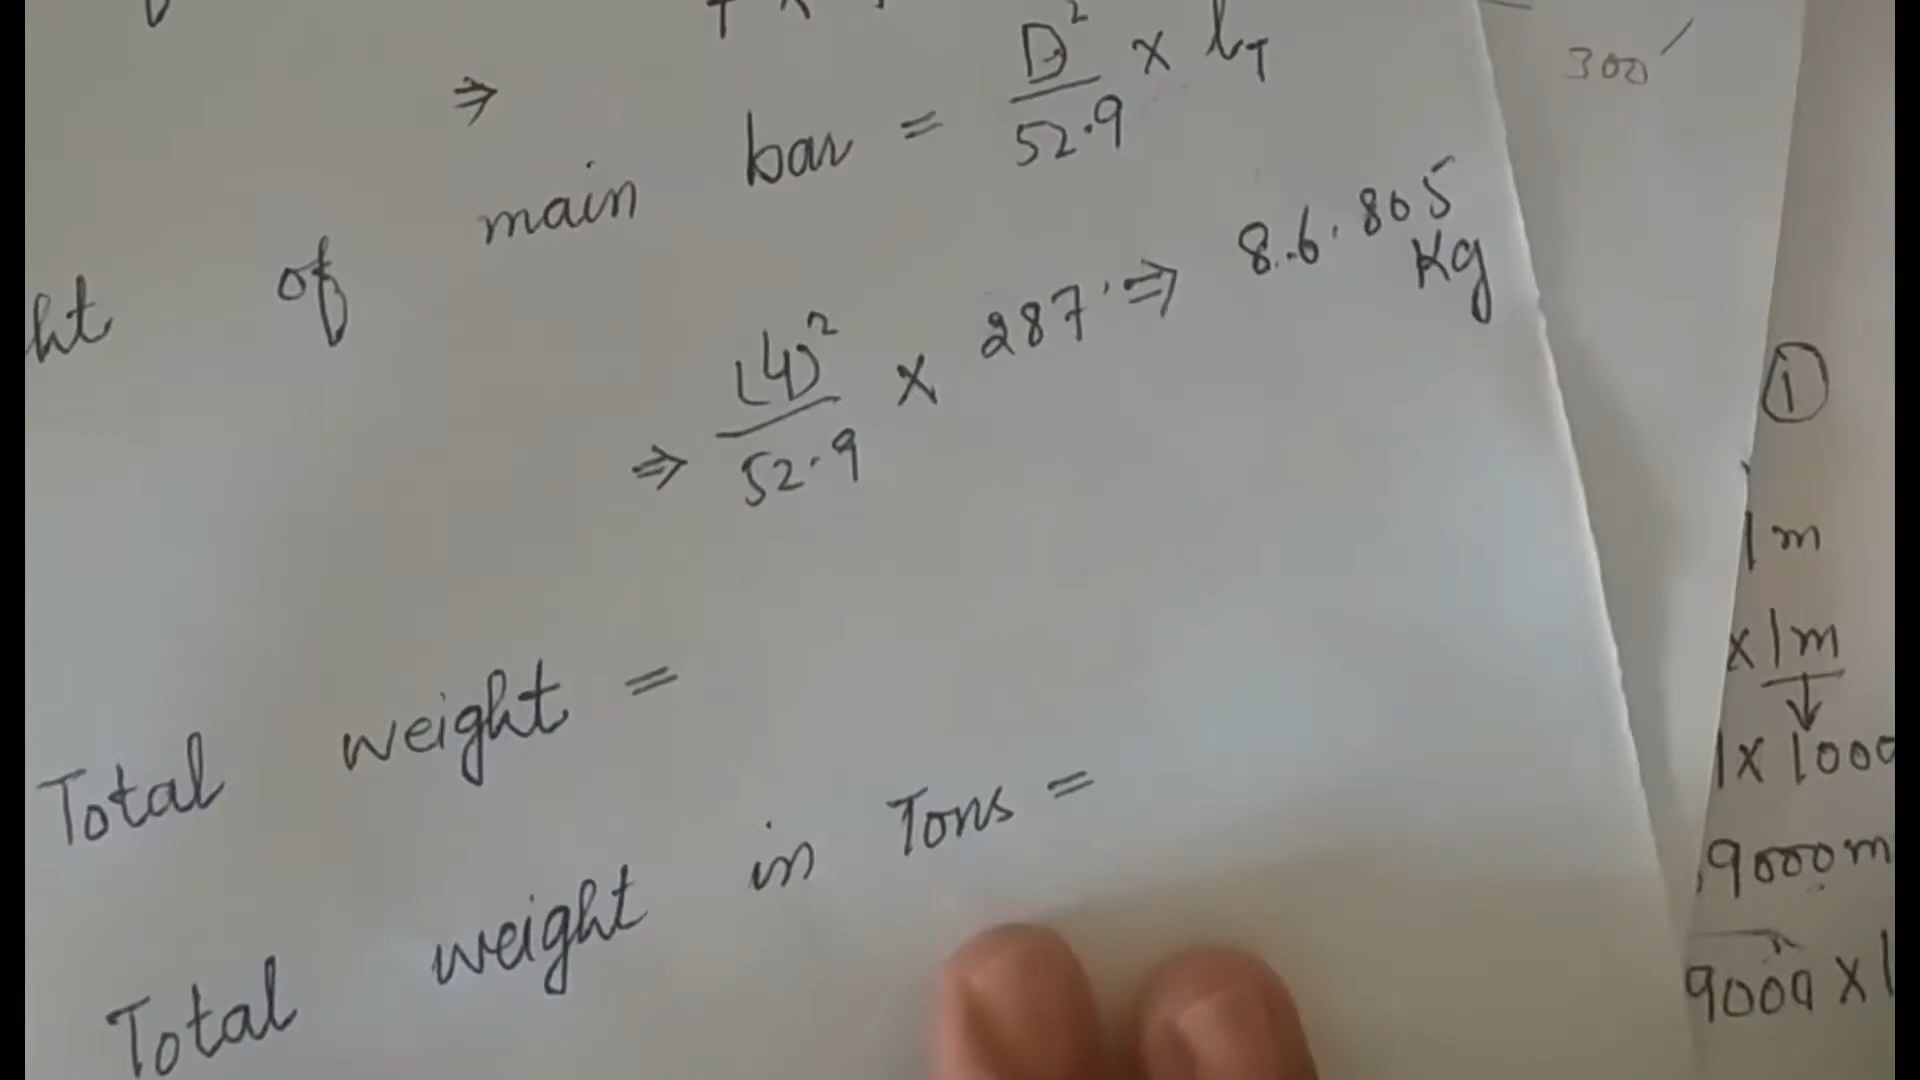 ⇒
ht of main bar = D²/52.9 × lT
⇒ (4)²/52.9 × 287' ⇒ 8.6.805 Kg
Total weight =
Total weight in Tons =
300
①
1m
x1m
↓
1x1000
9000m
9000x1